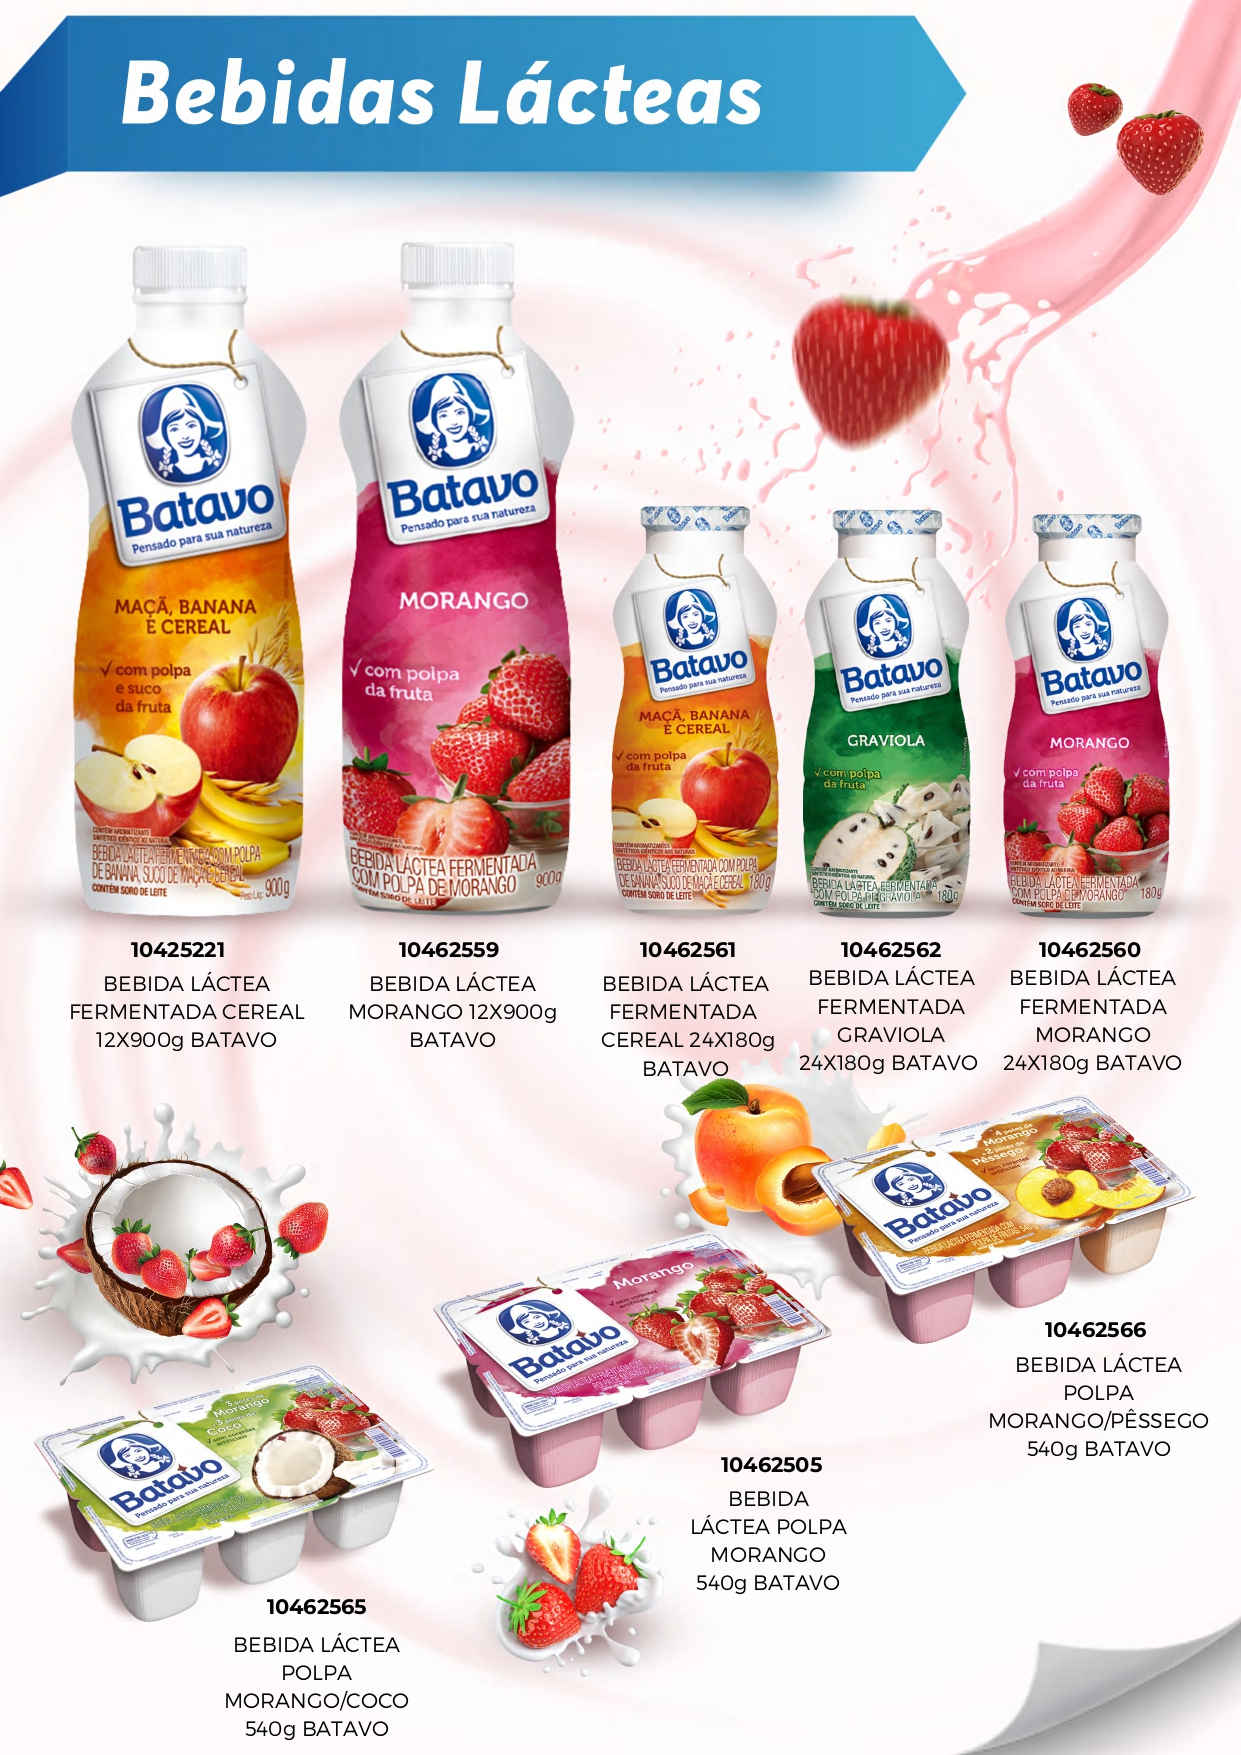 Bebidas Lácteas
Batavo
Pensado para sua natureza
MAÇÃ, BANANA
E CEREAL
√ com polpa
e suco
da fruta
BEBIDA LÁCTEA FERMENTADA COM POLPA
DE BANANA, SUCO DE MAÇÃ E CEREAL
CONTÉM SORO DE LEITE
900g
Batavo
Pensado para sua natureza
MORANGO
√ com polpa
da fruta
BEBIDA LÁCTEA FERMENTADA
COM POLPA DE MORANGO
CONTÉM SORO DE LEITE
900g
Batavo
Pensado para sua natureza
MAÇÃ, BANANA
E CEREAL
√ com polpa
da fruta
BEBIDA LÁCTEA FERMENTADA COM POLPA
DE BANANA, SUCO DE MAÇÃ E CEREAL
CONTÉM SORO DE LEITE
180g
Batavo
Pensado para sua natureza
GRAVIOLA
√ com polpa
da fruta
BEBIDA LÁCTEA FERMENTADA
COM POLPA DE GRAVIOLA
CONTÉM SORO DE LEITE
180g
Batavo
Pensado para sua natureza
MORANGO
√ com polpa
da fruta
BEBIDA LÁCTEA FERMENTADA
COM POLPA DE MORANGO
CONTÉM SORO DE LEITE
180g
10425221
BEBIDA LÁCTEA
FERMENTADA CEREAL
12X900g BATAVO
10462559
BEBIDA LÁCTEA
MORANGO 12X900g
BATAVO
10462561
BEBIDA LÁCTEA
FERMENTADA
CEREAL 24X180g
BATAVO
10462562
BEBIDA LÁCTEA
FERMENTADA
GRAVIOLA
24X180g BATAVO
10462560
BEBIDA LÁCTEA
FERMENTADA
MORANGO
24X180g BATAVO
4 polpas de
Morango
2 polpas de
Pêssego
Batavo
Pensado para sua natureza
10462566
BEBIDA LÁCTEA
POLPA
MORANGO/PÊSSEGO
540g BATAVO
Morango
Batavo
Pensado para sua natureza
10462505
BEBIDA
LÁCTEA POLPA
MORANGO
540g BATAVO
Morango
Coco
Batavo
Pensado para sua natureza
10462565
BEBIDA LÁCTEA
POLPA
MORANGO/COCO
540g BATAVO